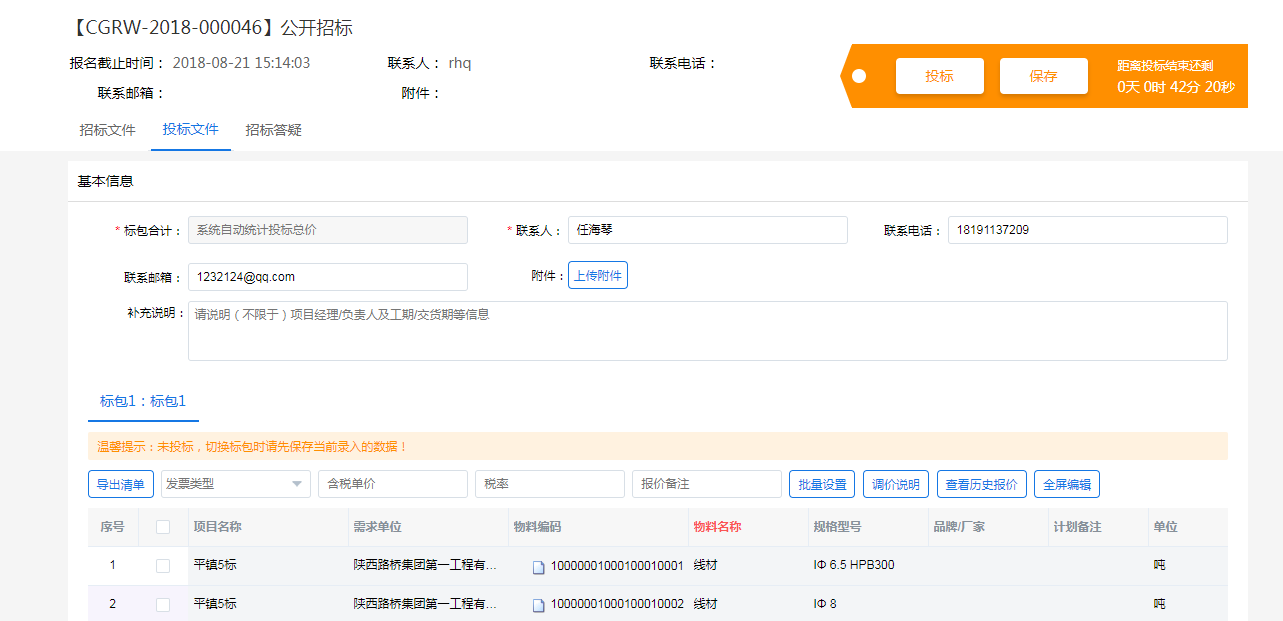 【CGRW-2018-000046】公开招标
报名截止时间： 2018-08-21 15:14:03 联系人： rhq 联系电话：
联系邮箱： 附件：
投标 保存 距离投标结束还剩
0天 0时 42分 20秒
招标文件 投标文件 招标答疑
基本信息
* 标包合计： 系统自动统计投标总价 * 联系人： 任海琴 联系电话： 18191137209
联系邮箱： 1232124@qq.com 附件： 上传附件
补充说明： 请说明（不限于）项目经理/负责人及工期/交货期等信息
标包1：标包1
温馨提示：未投标，切换标包时请先保存当前录入的数据！
导出清单 发票类型 含税单价 税率 报价备注 批量设置 调价说明 查看历史报价 全屏编辑
序号 项目名称 需求单位 物料编码 物料名称 规格型号 品牌/厂家 计划备注 单位
1 平镇5标 陕西路桥集团第一工程有... 10000001000100010001 线材 IΦ 6.5 HPB300 吨
2 平镇5标 陕西路桥集团第一工程有... 10000001000100010002 线材 IΦ 8 吨